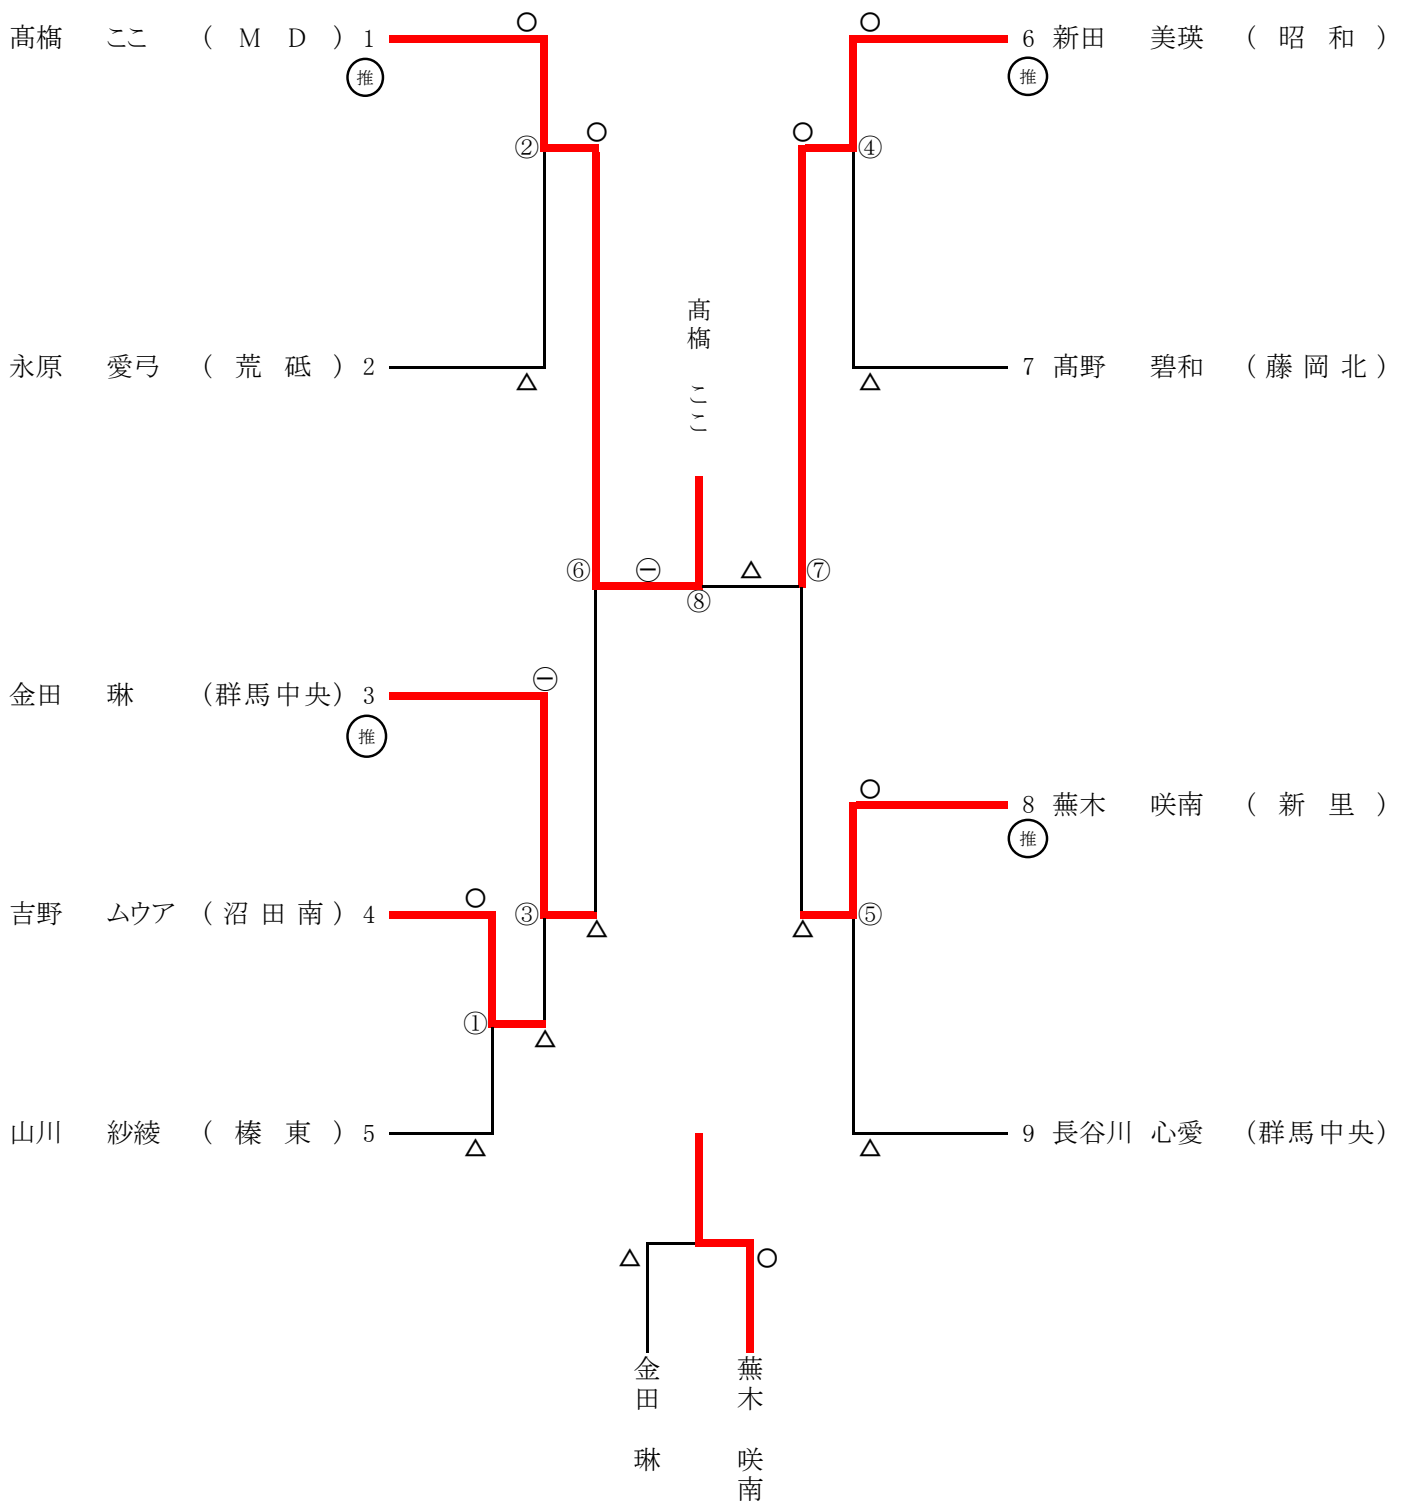 髙橋　ここ　（　Ｍ　Ｄ　） 1
推
永原　愛弓　（　荒　砥　） 2
金田　琳　（群馬中央） 3
推
吉野　ムウア　（ 沼 田 南 ） 4
山川　紗綾　（　榛　東　） 5
6 新田　美瑛　（　昭　和　）
推
7 髙野　碧和　（ 藤 岡 北 ）
8 蕪木　咲南　（　新　里　）
推
9 長谷川 心愛　（群馬中央）
②
④
髙橋　ここ
⑥
⑦
⑧
③
⑤
①
金田　琳
蕪木　咲南